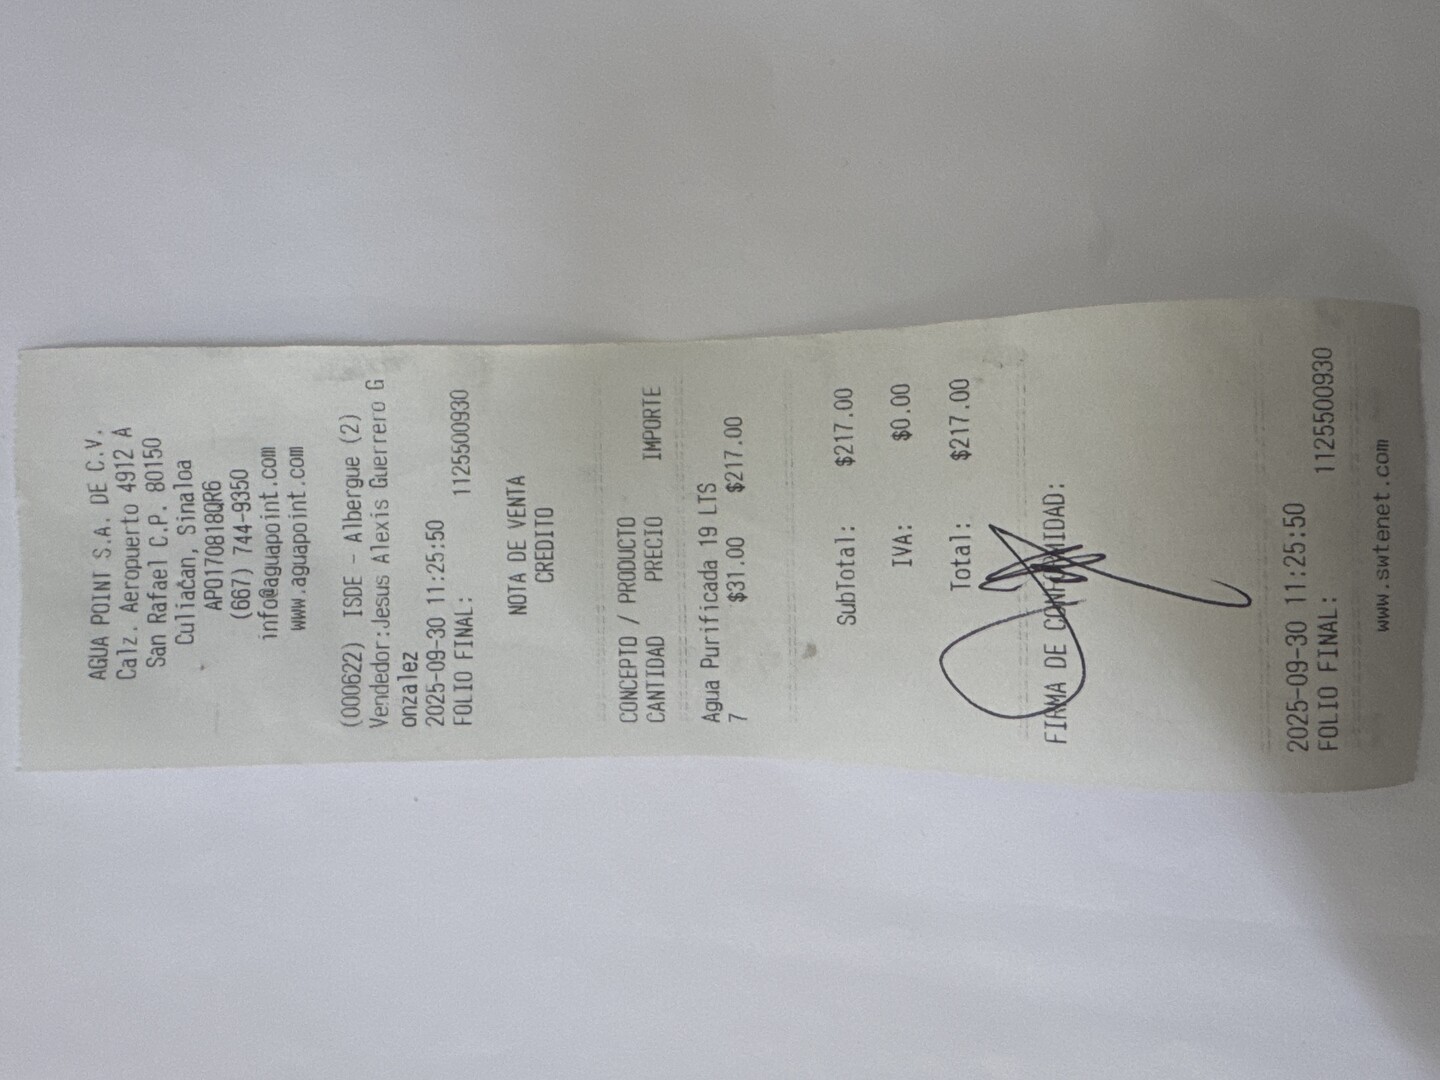 AGUA POINT S.A. DE C.V.
Calz. Aeropuerto 4912 A
San Rafael C.P. 80150
Culiacan, Sinaloa
APO170818QR6
(667) 744-9350
info@aguapoint.com
www.aguapoint.com
(000622) ISDE - Albergue (2)
Vendedor:Jesus Alexis Guerrero G
onzalez
2025-09-30 11:25:50
FOLIO FINAL: 1125500930
NOTA DE VENTA
CREDITO
CONCEPTO / PRODUCTO
CANTIDAD PRECIO IMPORTE
Agua Purificada 19 LTS
7 $31.00 $217.00
SubTotal: $217.00
IVA: $0.00
Total: $217.00
FIRMA DE CONFORMIDAD:
2025-09-30 11:25:50
FOLIO FINAL: 1125500930
www.swtenet.com